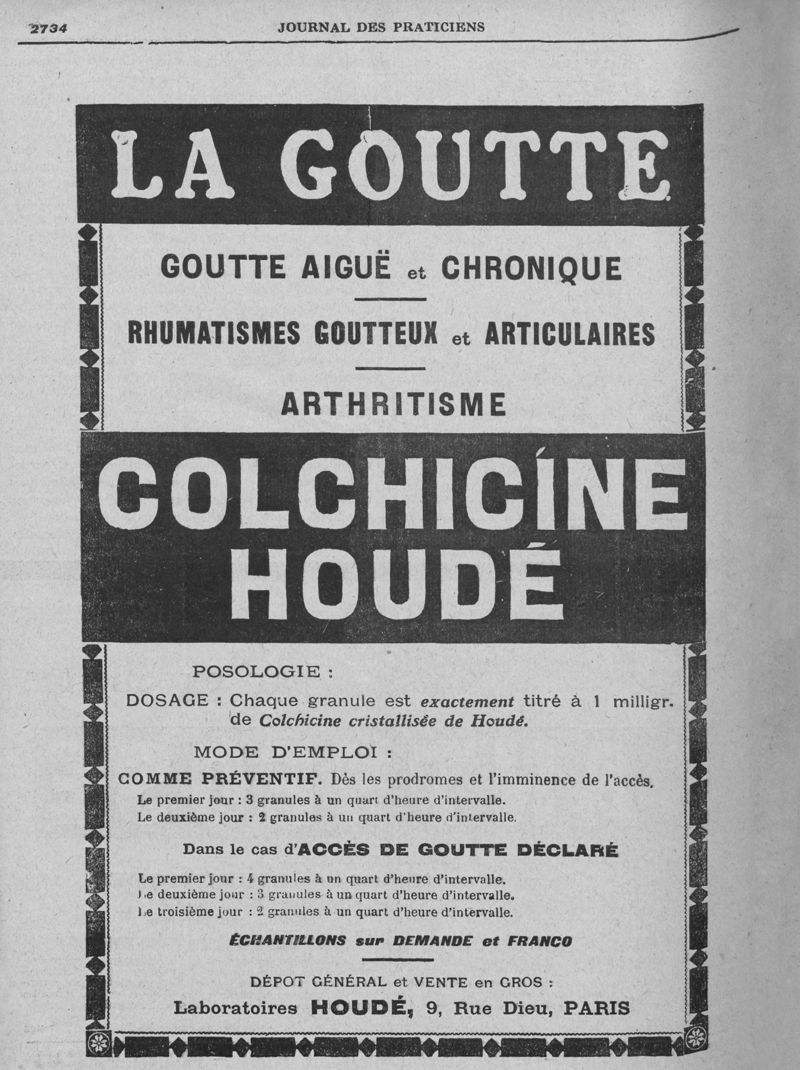 2734
JOURNAL DES PRATICIENS
LA GOUTTE
GOUTTE AIGUË et CHRONIQUE
RHUMATISMES GOUTTEUX et ARTICULAIRES
ARTHRITISME
COLCHICINE
HOUDÉ
POSOLOGIE :
DOSAGE : Chaque granule est exactement titré à 1 milligr.
de Colchicine cristallisée de Houdé.
MODE D'EMPLOI :
COMME PRÉVENTIF. Dès les prodromes et l'imminence de l'accès.
Le premier jour : 3 granules à un quart d'heure d'intervalle.
Le deuxième jour : 2 granules à un quart d'heure d'intervalle.
Dans le cas d'ACCÈS DE GOUTTE DÉCLARÉ
Le premier jour : 4 granules à un quart d'heure d'intervalle.
Le deuxième jour : 3 granules à un quart d'heure d'intervalle.
Le troisième jour : 2 granules à un quart d'heure d'intervalle.
ÉCHANTILLONS sur DEMANDE et FRANCO
DÉPOT GÉNÉRAL et VENTE en GROS :
Laboratoires HOUDÉ, 9, Rue Dieu, PARIS